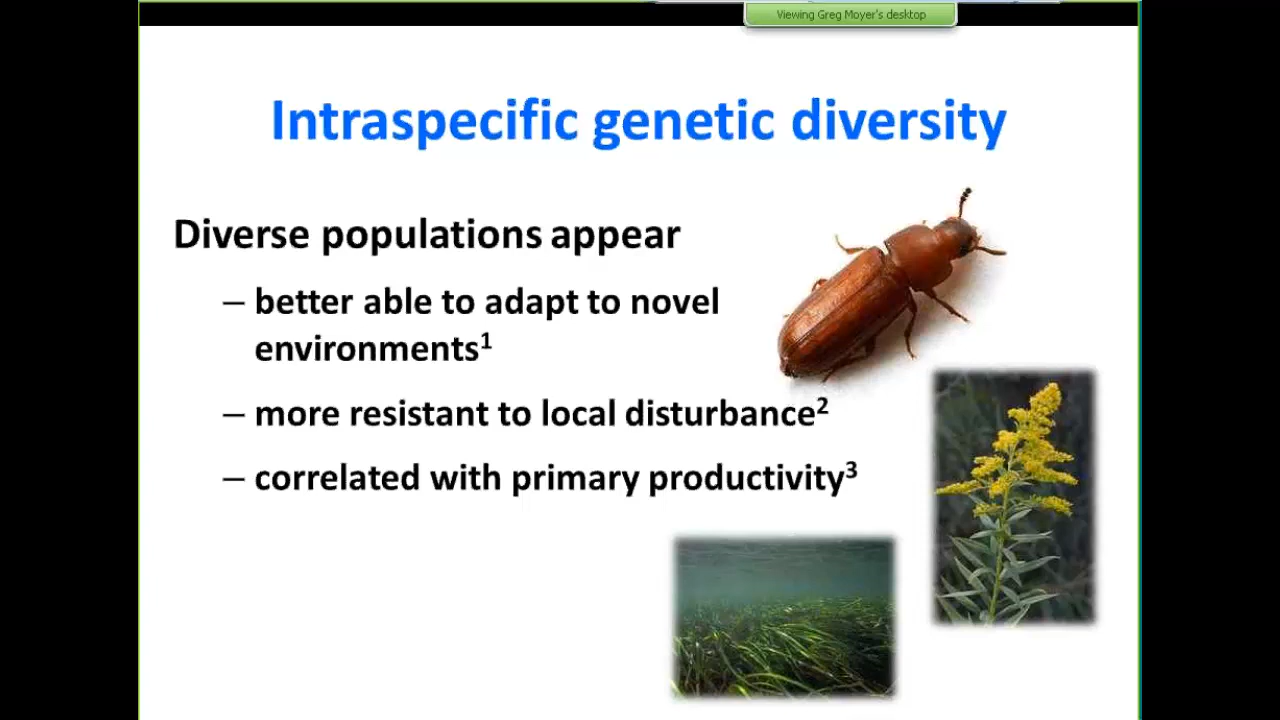 Viewing Greg Moyer's desktop
Intraspecific genetic diversity
Diverse populations appear
– better able to adapt to novel
environments¹
– more resistant to local disturbance²
– correlated with primary productivity³